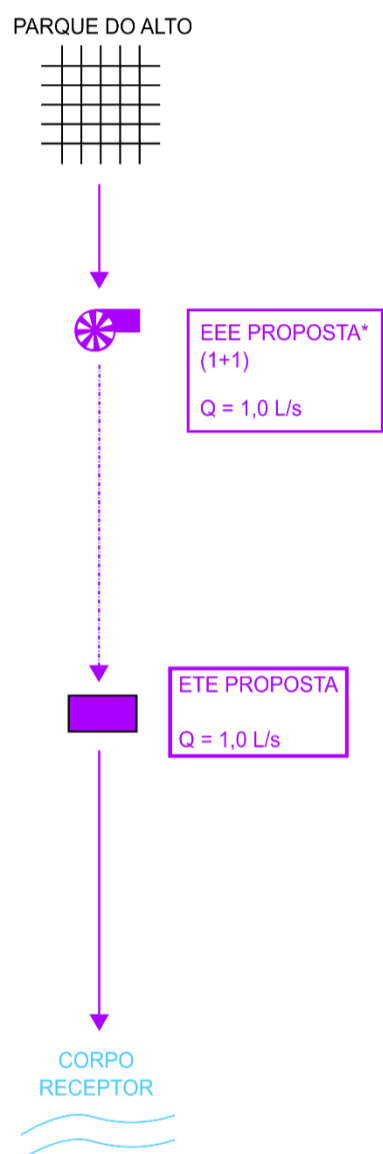 PARQUE DO ALTO
EEE PROPOSTA*
(1+1)
Q = 1,0 L/s
ETE PROPOSTA
Q = 1,0 L/s
CORPO
RECEPTOR